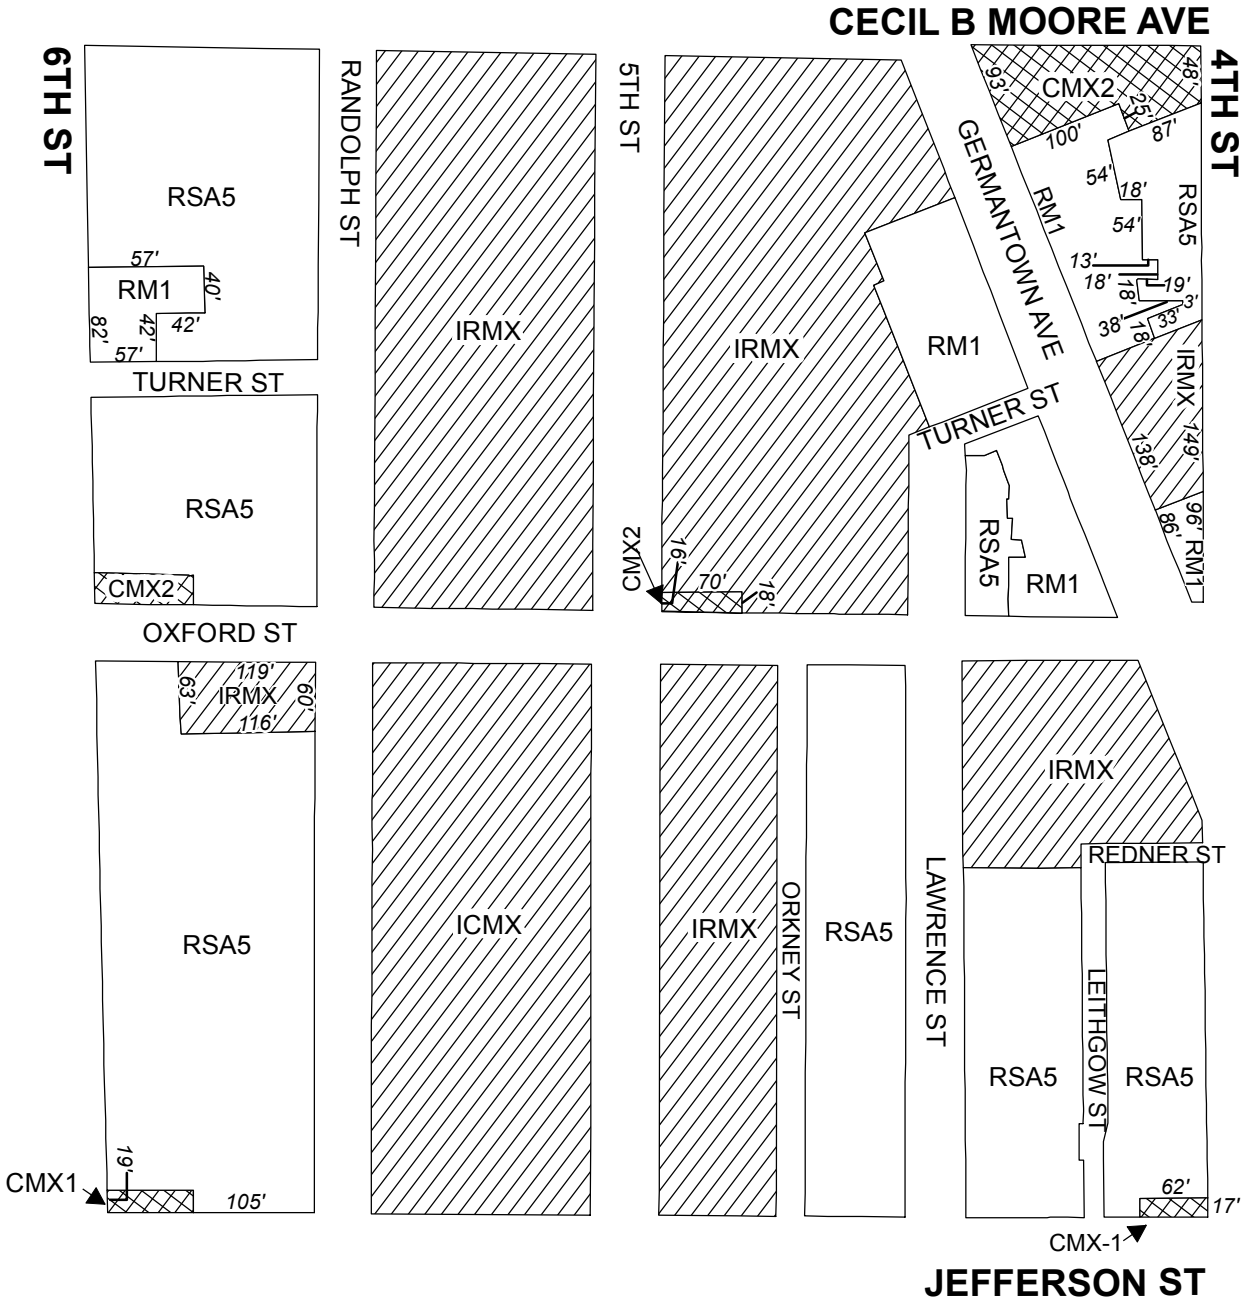 CECIL B MOORE AVE
6TH ST
RANDOLPH ST
5TH ST
GERMANTOWN AVE
4TH ST
93'
CMX2
48'
25'
100'
87'
54'
18'
RM1
54'
RSA5
13'
18'
18'
19'
3'
38'
18'
33'
RSA5
57'
RM1
40'
82'
42'
42'
57'
IRMX
IRMX
RM1
IRMX
149'
138'
TURNER ST
TURNER ST
RSA5
CMX2
CMX2
16'
70'
18'
RSA5
RM1
86'
96'
RM1
OXFORD ST
119'
63'
IRMX
60'
116'
IRMX
REDNER ST
RSA5
ICMX
IRMX
ORKNEY ST
RSA5
LAWRENCE ST
RSA5
LEITHGOW ST
RSA5
CMX1
19'
105'
62'
17'
CMX-1
JEFFERSON ST